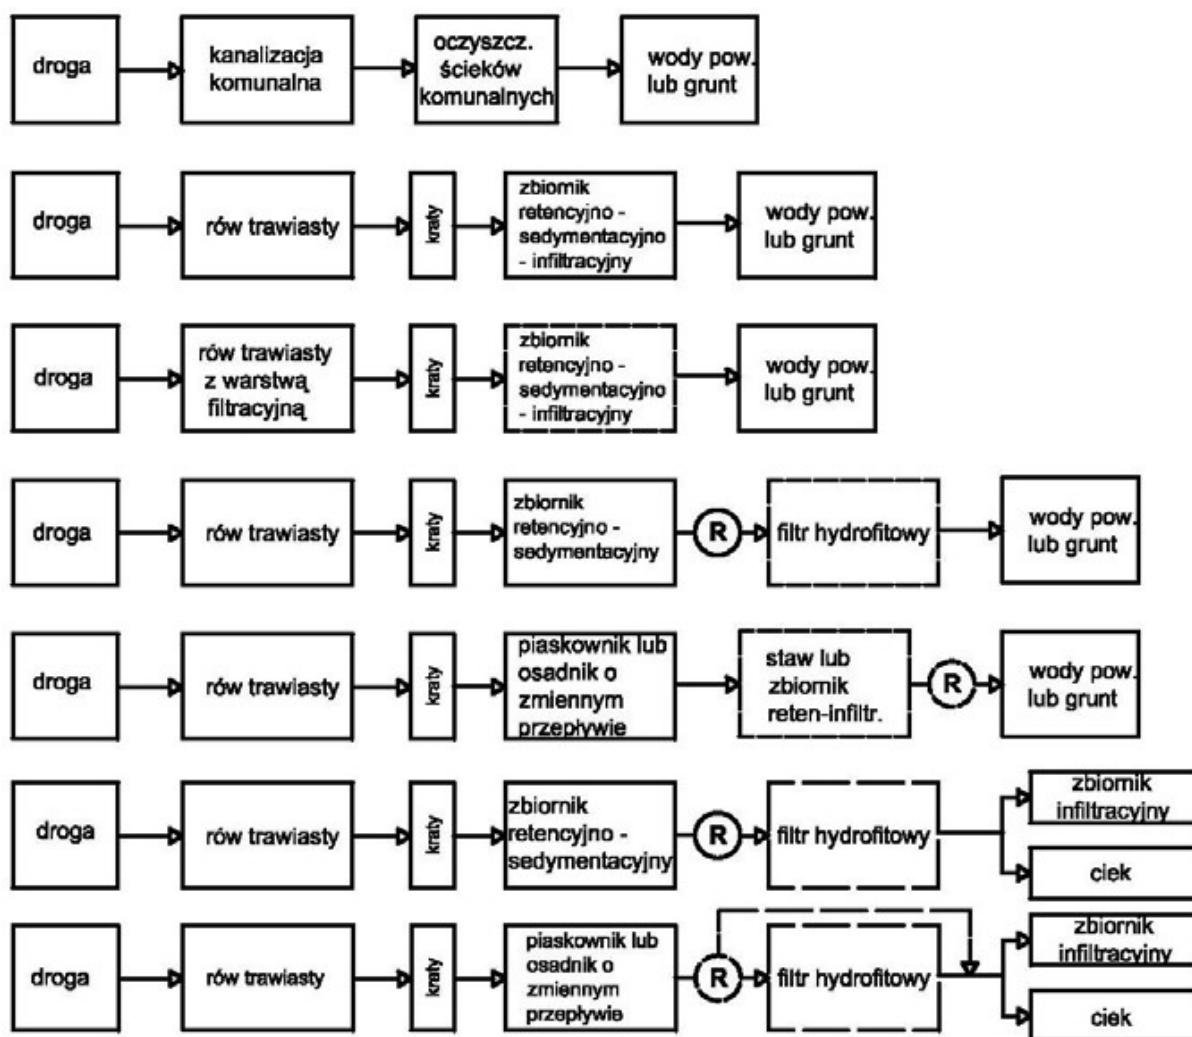 droga
kanalizacja
komunalna
oczyszcz.
ścieków
komunalnych
wody pow.
lub grunt
droga
rów trawiasty
kraty
zbiornik
retencyjno -
sedymentacyjno
- infiltracyjny
wody pow.
lub grunt
droga
rów trawiasty
z warstwą
filtracyjną
kraty
zbiornik
retencyjno -
sedymentacyjno
- infiltracyjny
wody pow.
lub grunt
droga
rów trawiasty
kraty
zbiornik
retencyjno -
sedymentacyjny
R
filtr hydrofitowy
wody pow.
lub grunt
droga
rów trawiasty
kraty
piaskownik lub
osadnik o
zmiennym
przepływie
staw lub
zbiornik
reten-infiltr.
R
wody pow.
lub grunt
droga
rów trawiasty
kraty
zbiornik
retencyjno -
sedymentacyjny
R
filtr hydrofitowy
zbiornik
infiltracyjny
ciek
droga
rów trawiasty
kraty
piaskownik lub
osadnik o
zmiennym
przepływie
R
filtr hydrofitowy
zbiornik
infiltracyjny
ciek